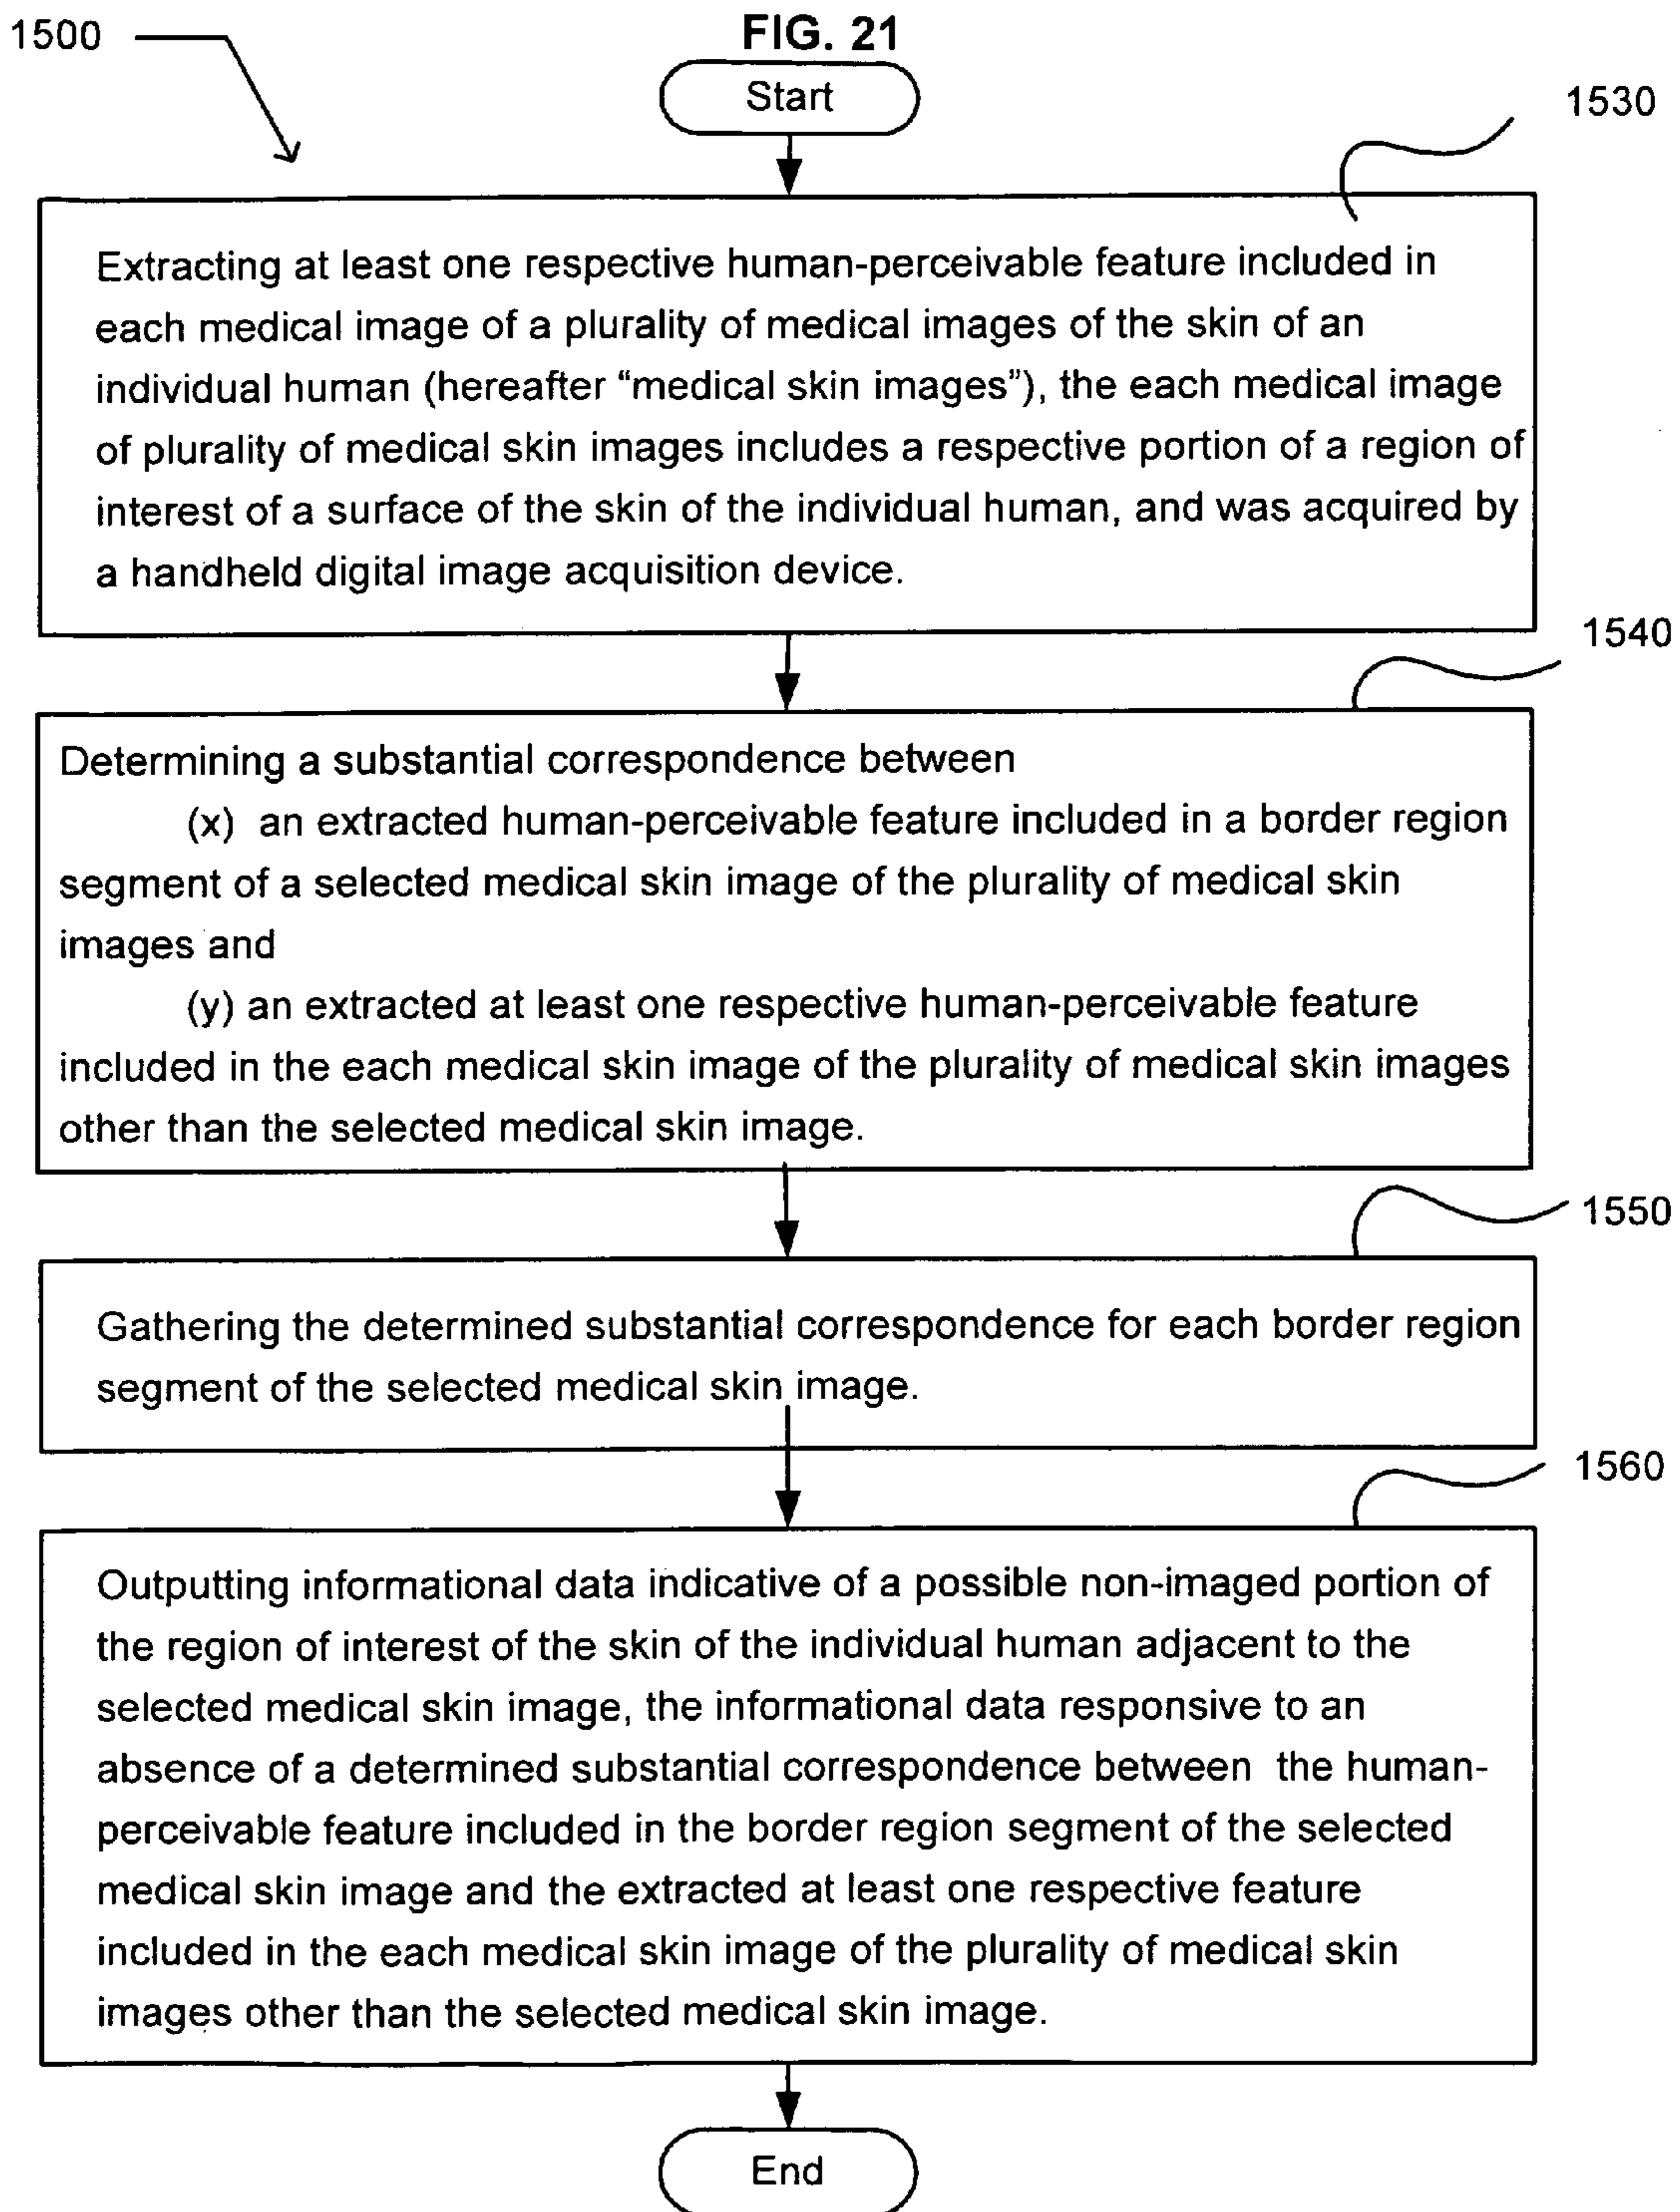 1500
FIG. 21
Start
1530
Extracting at least one respective human-perceivable feature included in
each medical image of a plurality of medical images of the skin of an
individual human (hereafter “medical skin images”), the each medical image
of plurality of medical skin images includes a respective portion of a region of
interest of a surface of the skin of the individual human, and was acquired by
a handheld digital image acquisition device.
1540
Determining a substantial correspondence between
(x) an extracted human-perceivable feature included in a border region
segment of a selected medical skin image of the plurality of medical skin
images and
(y) an extracted at least one respective human-perceivable feature
included in the each medical skin image of the plurality of medical skin images
other than the selected medical skin image.
1550
Gathering the determined substantial correspondence for each border region
segment of the selected medical skin image.
1560
Outputting informational data indicative of a possible non-imaged portion of
the region of interest of the skin of the individual human adjacent to the
selected medical skin image, the informational data responsive to an
absence of a determined substantial correspondence between the human-
perceivable feature included in the border region segment of the selected
medical skin image and the extracted at least one respective feature
included in the each medical skin image of the plurality of medical skin
images other than the selected medical skin image.
End